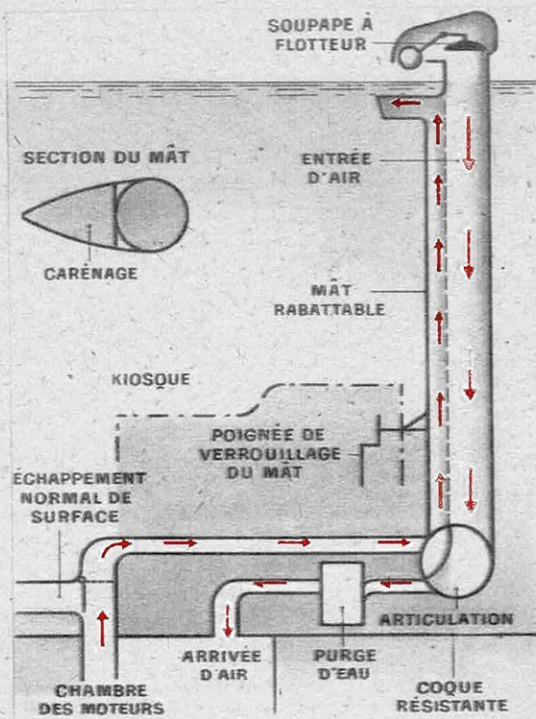 SOUPAPE À
FLOTTEUR
SECTION DU MÂT
ENTRÉE
D'AIR
CARÉNAGE
MÂT
RABATTABLE
KIOSQUE
POIGNÉE DE
VERROUILLAGE
DU MÂT
ÉCHAPPEMENT
NORMAL DE
SURFACE
ARTICULATION
ARRIVÉE
D'AIR
PURGE
D'EAU
CHAMBRE
DES MOTEURS
COQUE
RÉSISTANTE